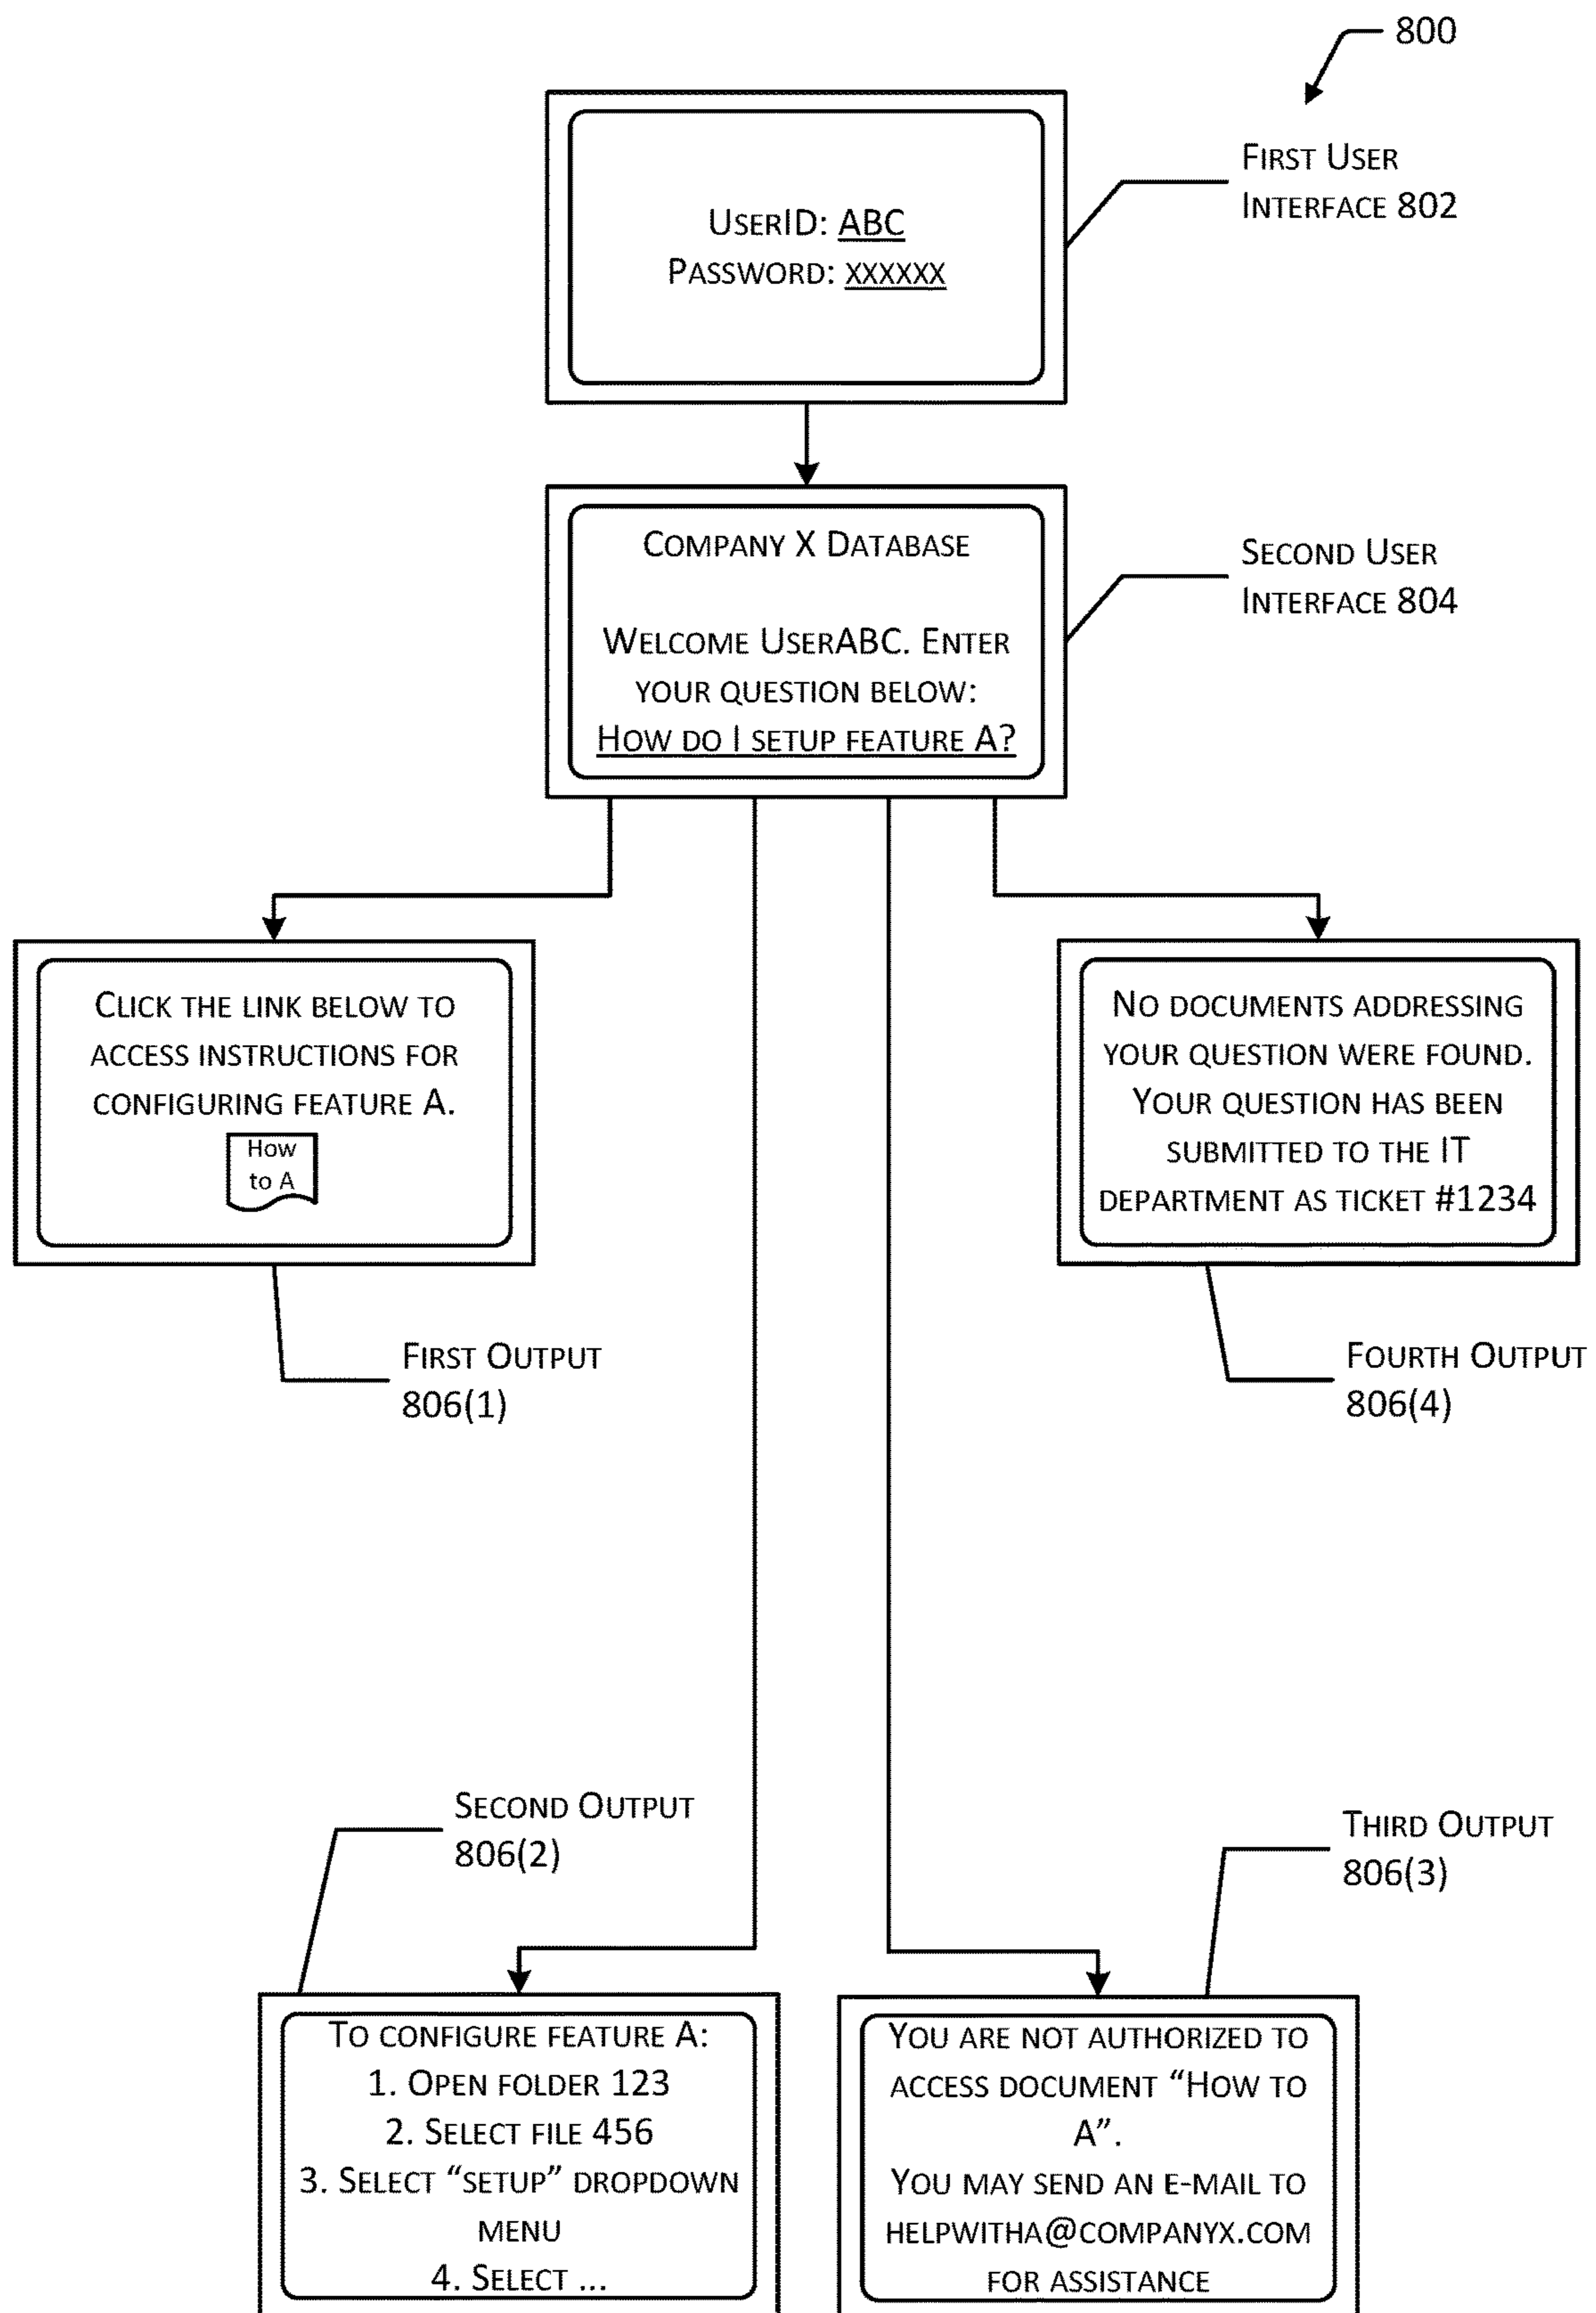 800
First User
Interface 802
UserID: ABC
Password: xxxxxx
Company X Database
Welcome UserABC. Enter
your question below:
How do I setup feature A?
Second User
Interface 804
Click the link below to
access instructions for
configuring feature A.
How
to A
First Output
806(1)
No documents addressing
your question were found.
Your question has been
submitted to the IT
department as ticket #1234
Fourth Output
806(4)
Second Output
806(2)
Third Output
806(3)
To configure feature A:
1. Open folder 123
2. Select file 456
3. Select “setup” dropdown
menu
4. Select ...
You are not authorized to
access document “How to
A”.
You may send an e-mail to
helpwitha@companyx.com
for assistance